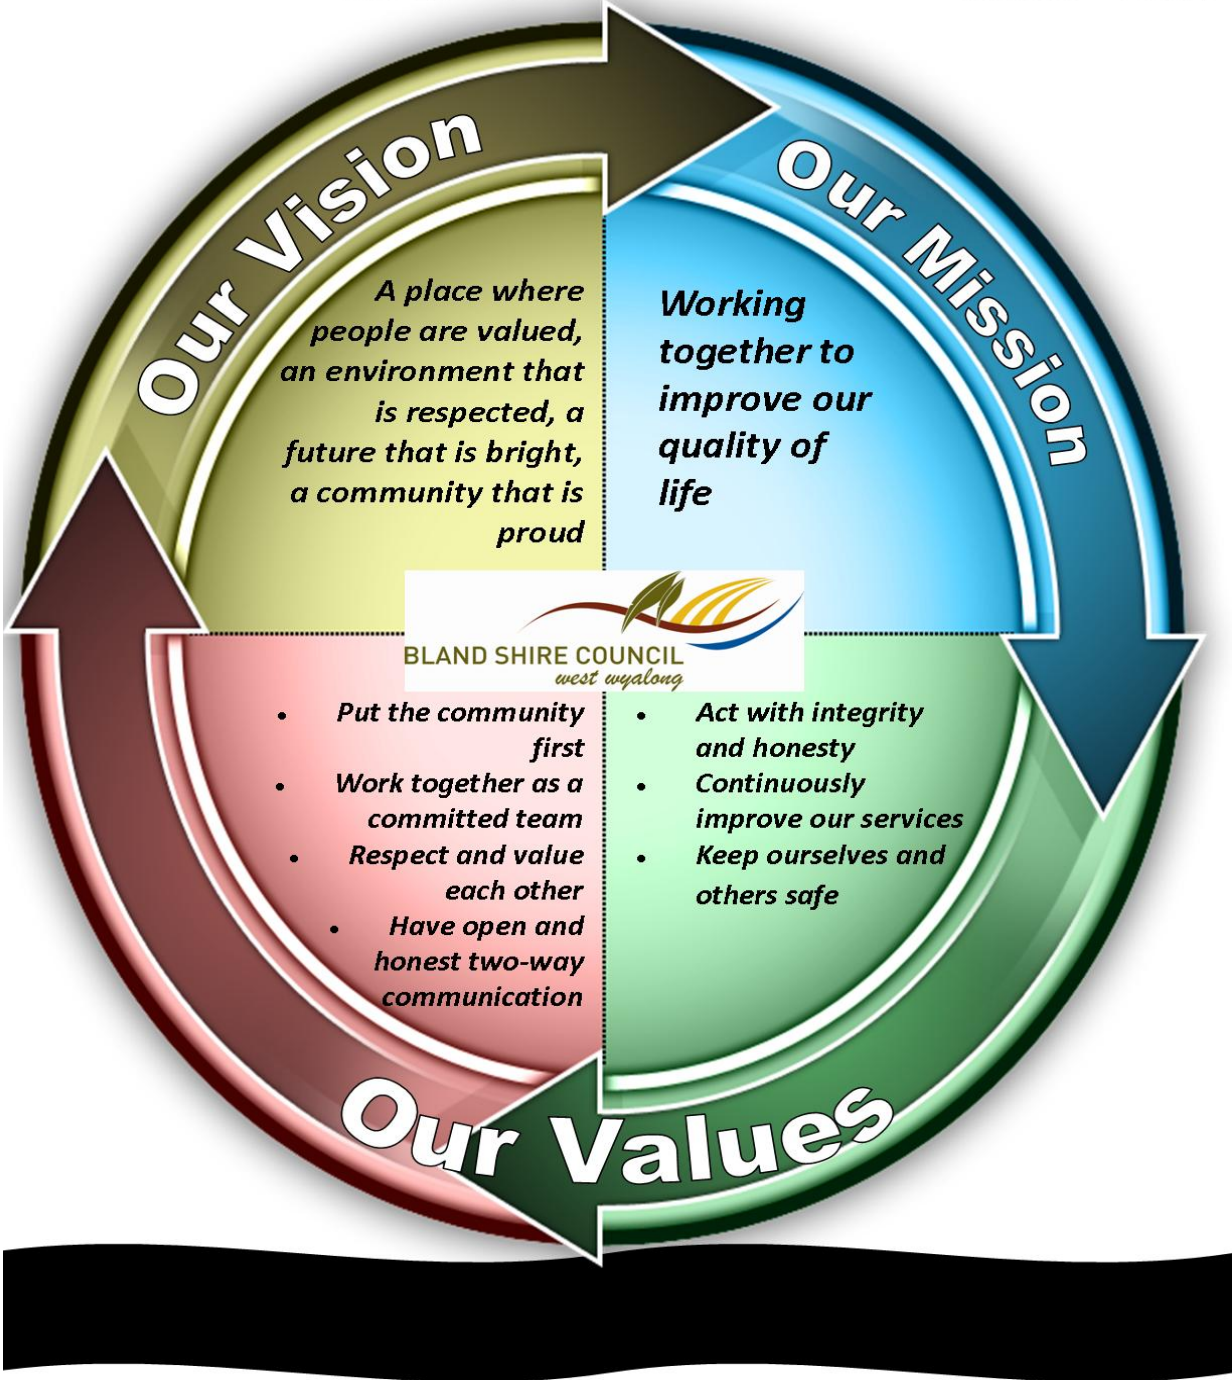 Our Vision
A place where
people are valued,
an environment that
is respected, a
future that is bright,
a community that is
proud
Our Mission
Working
together to
improve our
quality of
life
BLAND SHIRE COUNCIL
west wyalong
• Put the community
first
• Work together as a
committed team
• Respect and value
each other
• Have open and
honest two-way
communication
• Act with integrity
and honesty
• Continuously
improve our services
• Keep ourselves and
others safe
Our Values